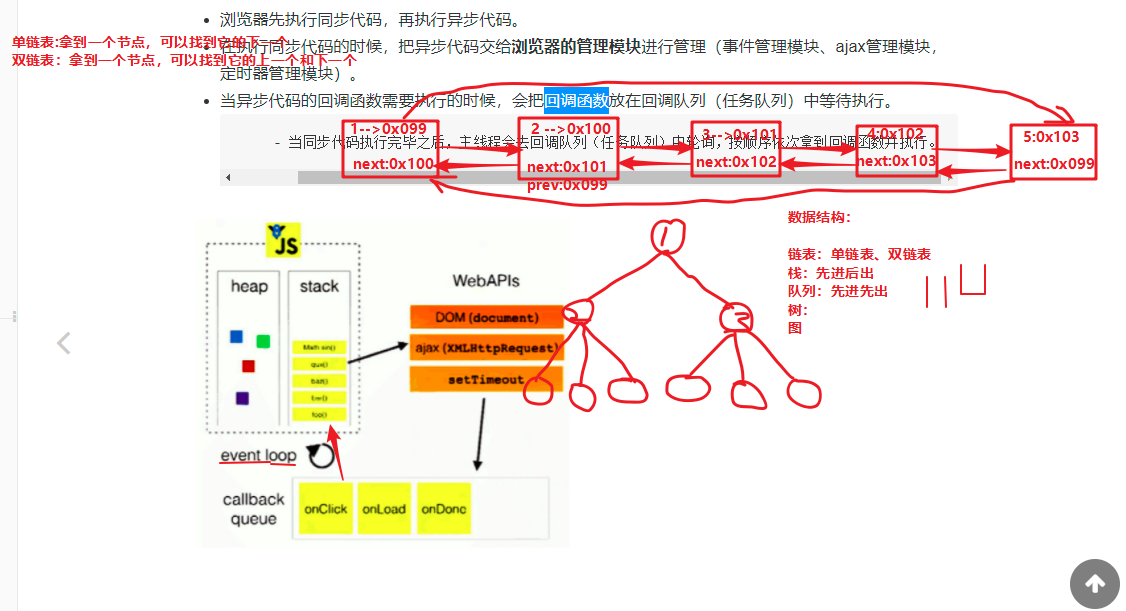 浏览器先执行同步代码，再执行异步代码。
单链表:拿到一个节点，可以找到它的下一个
在执行同步代码的时候，把异步代码交给浏览器的管理模块进行管理（事件管理模块、ajax管理模块，
双链表：拿到一个节点，可以找到它的上一个和下一个
定时器管理模块）。
当异步代码的回调函数需要执行的时候，会把回调函数放在回调队列（任务队列）中等待执行。
1-->0x099
2 -->0x100
3-->0x101
4:0x102
5:0x103
- 当同步代码执行完毕之后，主线程会去回调队列（任务队列）中轮询，按顺序依次拿到回调函数并执行。
next:0x100
next:0x101
next:0x102
next:0x103
next:0x099
prev:0x099
数据结构：
链表：单链表、双链表
栈：先进后出
队列：先进先出
树：
图
JS
heap
stack
WebAPIs
DOM (document)
ajax (XMLHttpRequest)
setTimeout
que()
baz()
foo()
1
2
event loop
callback
queue
onClick
onLoad
onDone